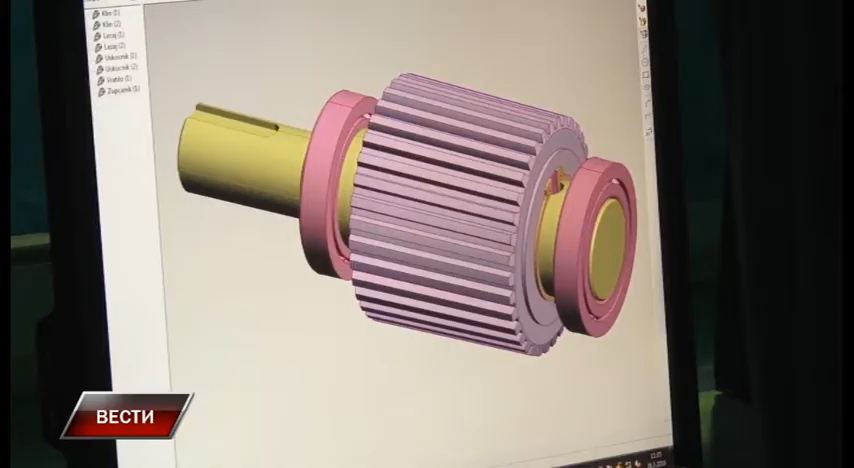 Klin (1)
Klin (2)
Lezaj (1)
Lezaj (2)
Uskocnik (1)
Uskocnik (2)
Vratilo (1)
Zupcanik (1)
ВЕСТИ